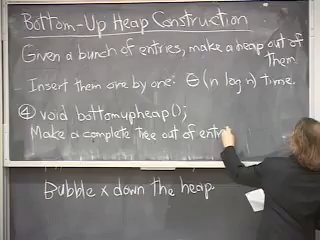 Bottom-Up Heap Construction
Given a bunch of entries, make a heap out of
them.
- Insert them one by one: Θ(n log n) time.
④ void bottomUpHeap();
Make a complete tree out of entri
Bubble x down the heap